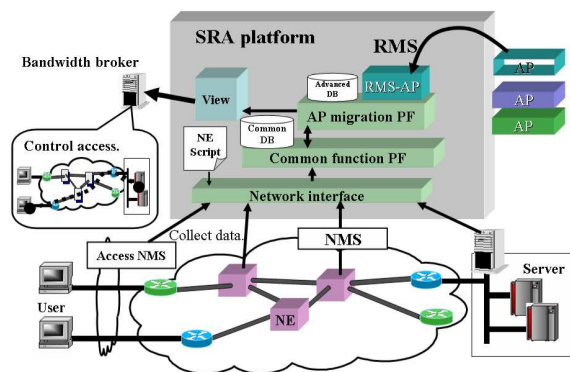 SRA platform
RMS
AP
Bandwidth broker
Advanced
DB
RMS-AP
View
AP
AP migration PF
NE
Script
Common
DB
AP
Control access.
Common function PF
Network interface
Collect data.
Access NMS
NMS
Server
User
NE